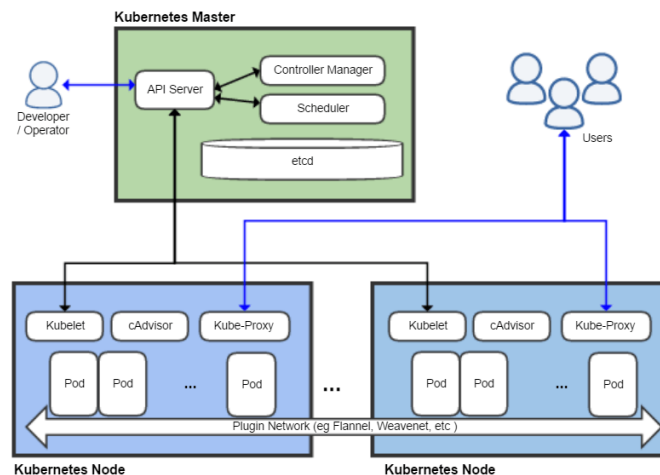 Kubernetes Master
API Server
Controller Manager
Scheduler
etcd
Developer
/ Operator
Users
Kubelet
cAdvisor
Kube-Proxy
Kubelet
cAdvisor
Kube-Proxy
Pod
Pod
...
Pod
...
Pod
Pod
...
Pod
Plugin Network (eg Flannel, Weavenet, etc )
Kubernetes Node
Kubernetes Node